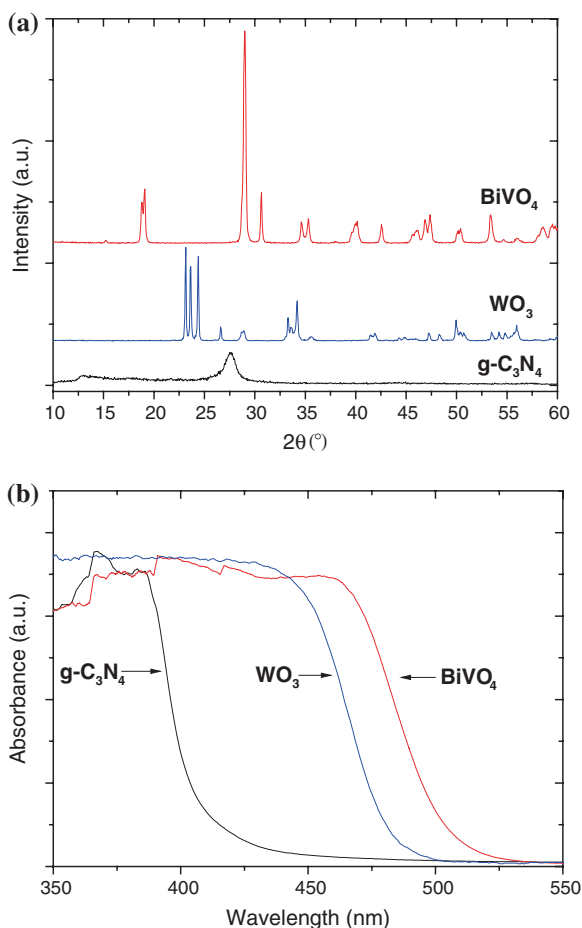 (a)
Intensity (a.u.)
BiVO₄
WO₃
g-C₃N₄
10 15 20 25 30 35 40 45 50 55 60
2θ (°)
(b)
Absorbance (a.u.)
g-C₃N₄
WO₃
BiVO₄
350 400 450 500 550
Wavelength (nm)